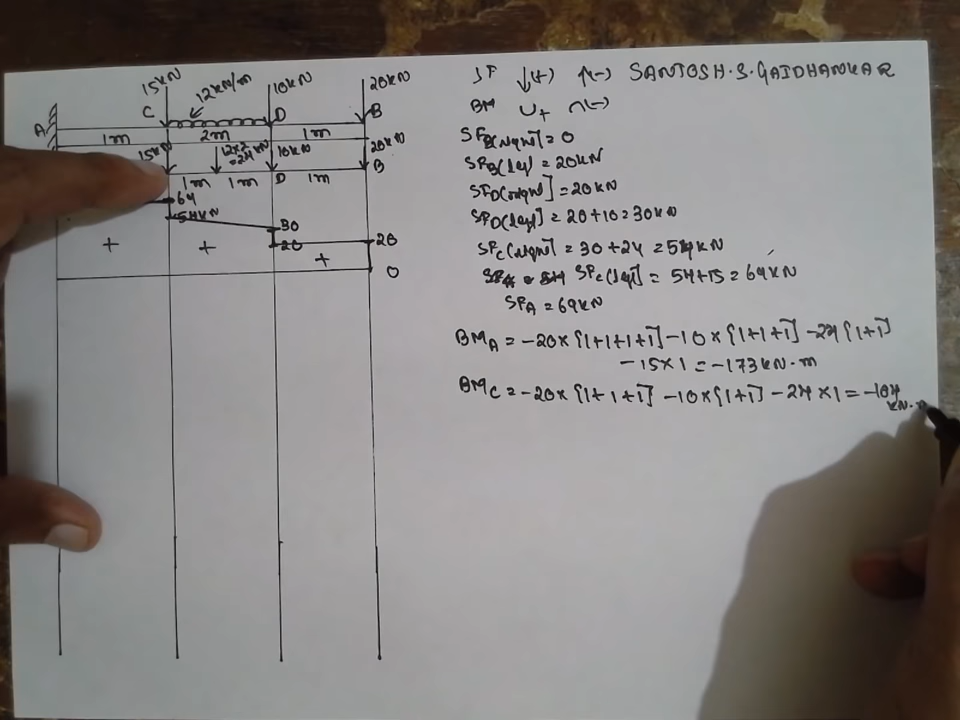 15KN 12KN/m 10KN 20KN
A C D B
1m 2m 1m
15KN 12×2 =24KN 10KN 20KN
1m 1m D 1m B
64
54KN 30
20 20
+ + +
0
SF ↓(+) ↑(-) SANTOSH.S.GAIDHANKAR
BM ∪+ ∩(-)
SFB[Right]=0
SFB(left)=20KN
SFD[Right]=20KN
SFD[left]=20+10=30KN
SFC[Right]=30+24=54KN
SFC[left]=54+15=69KN
SFA=69KN
BMA=-20×[1+1+1+1]-10×[1+1+1]-24[1+1]
-15×1=-173KN.m
BMC=-20×[1+1+1]-10×[1+1]-24×1=-104
KN.m